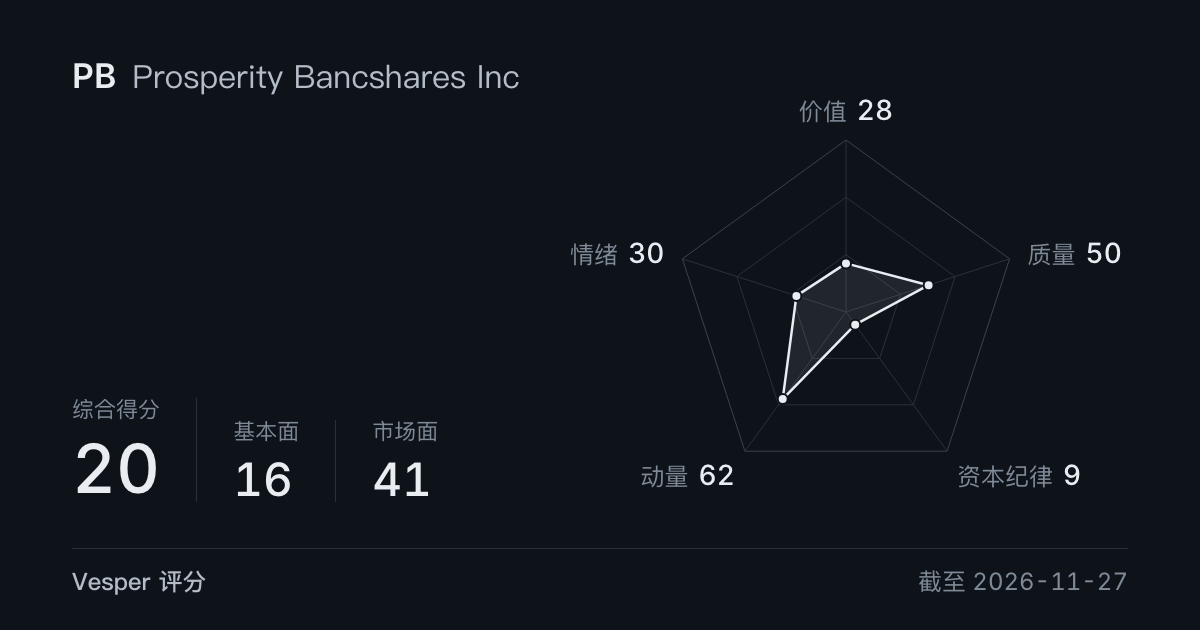 PB Prosperity Bancshares Inc
价值 28
情绪 30
质量 50
动量 62
资本纪律 9
综合得分
20
基本面
16
市场面
41
Vesper 评分
截至 2026-11-27